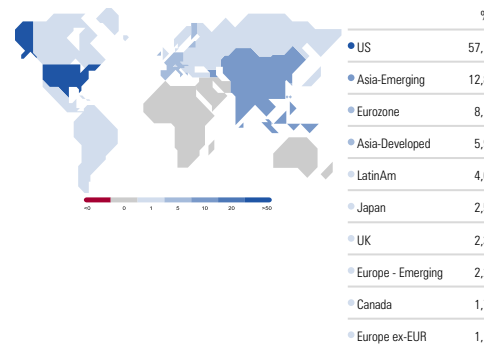 %
US 57,
Asia-Emerging 12,
Eurozone 8,
Asia-Developed 5,
LatinAm 4,
Japan 2,
UK 2,
Europe - Emerging 2,
Canada 1,
Europe ex-EUR 1,
<0 0 1 5 10 20 >50